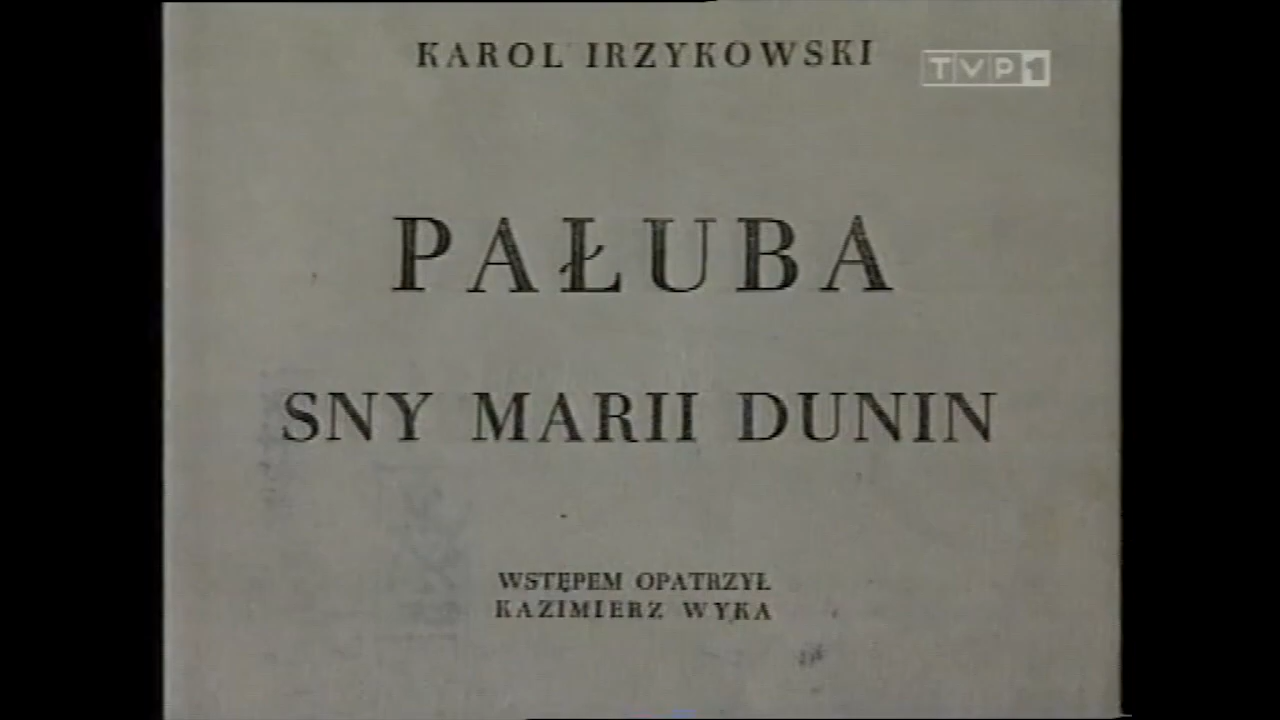 KAROL IRZYKOWSKI
TVP1
PAŁUBA
SNY MARII DUNIN
WSTĘPEM OPATRZYŁ
KAZIMIERZ WYKA